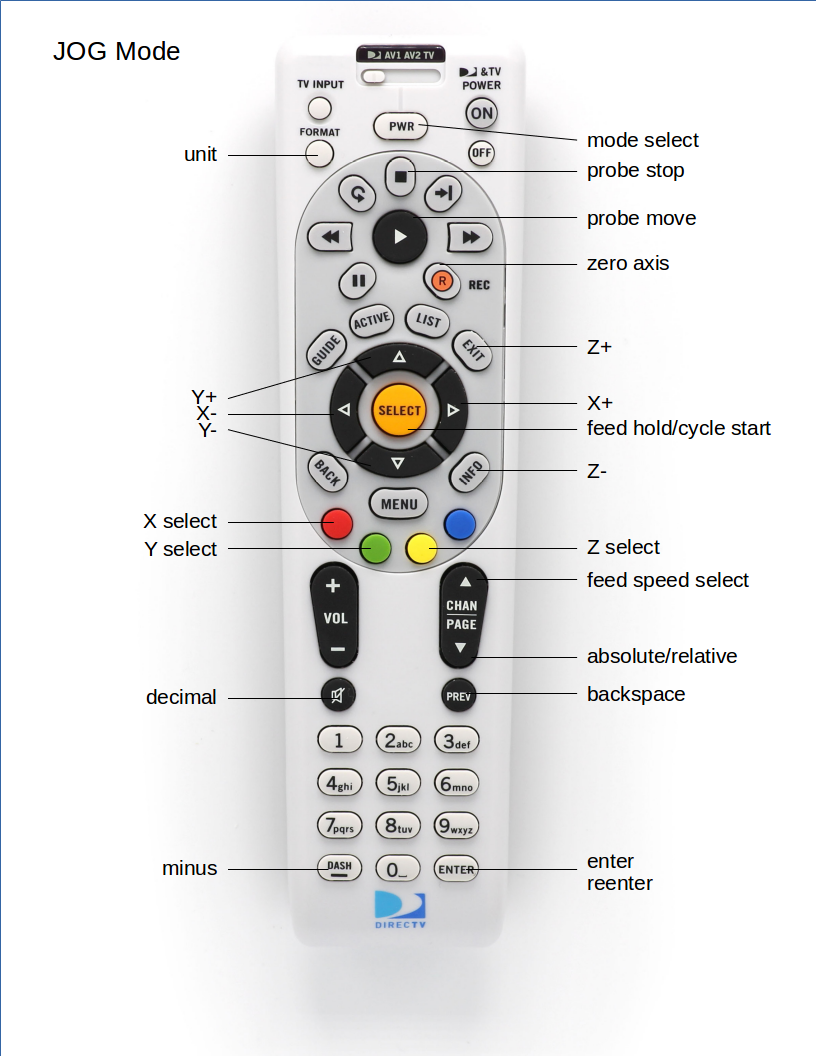 JOG Mode
AV1 AV2 TV
TV INPUT
& TV
POWER
ON
PWR
FORMAT
OFF
mode select
unit
probe stop
probe move
zero axis
R
REC
ACTIVE
LIST
GUIDE
EXIT
Z+
Y+
X-
Y-
SELECT
X+
feed hold/cycle start
BACK
INFO
Z-
MENU
X select
Y select
Z select
feed speed select
+
VOL
−
CHAN
PAGE
absolute/relative
decimal
PREV
backspace
1
2abc
3def
4ghi
5jkl
6mno
7pqrs
8tuv
9wxyz
minus
DASH
0_
ENTER
enter
reenter
DIRECTV